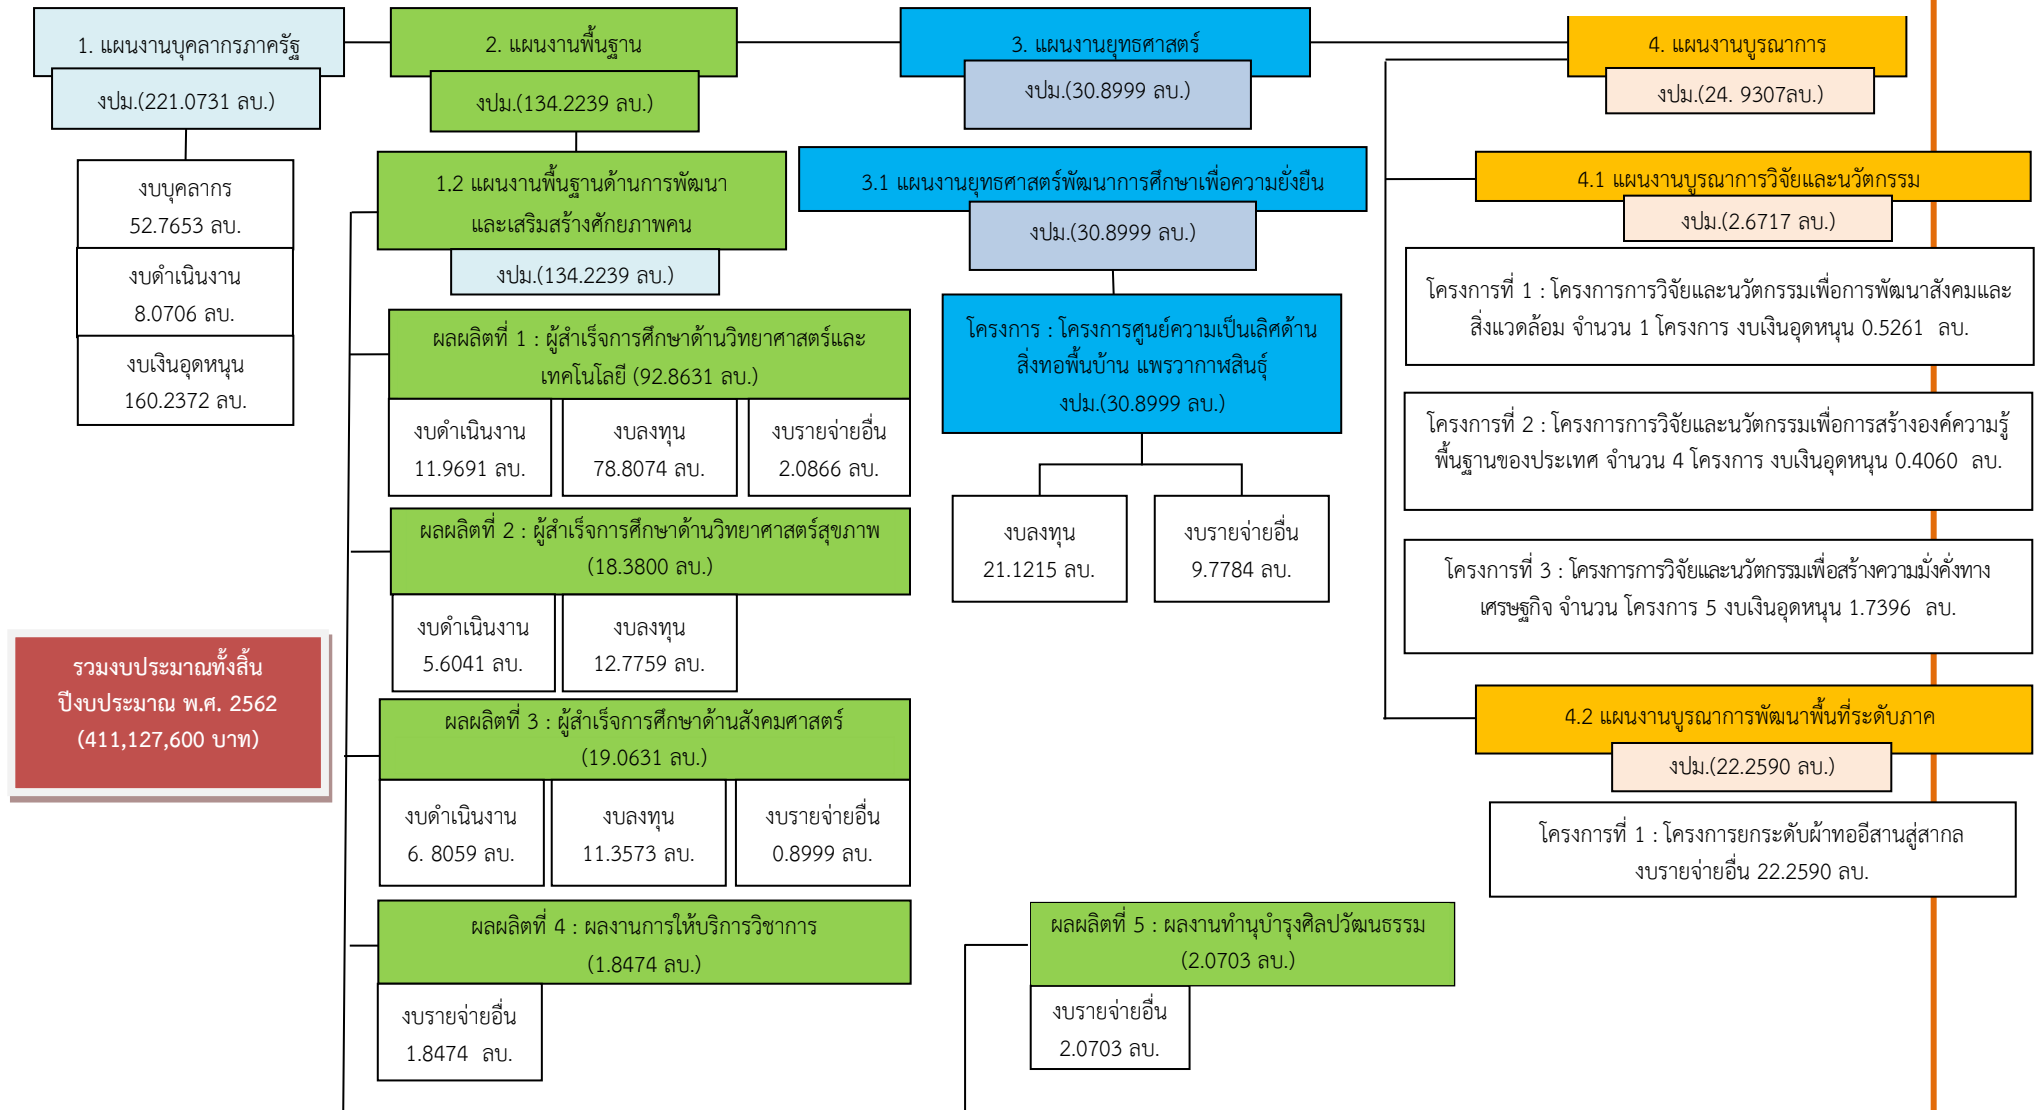 1. แผนงานบุคลากรภาครัฐ
งปม.(221.0731 ลบ.)
งบบุคลากร
52.7653 ลบ.
งบดำเนินงาน
8.0706 ลบ.
งบเงินอุดหนุน
160.2372 ลบ.
รวมงบประมาณทั้งสิ้น
ปีงบประมาณ พ.ศ. 2562
(411,127,600 บาท)
2. แผนงานพื้นฐาน
งปม.(134.2239 ลบ.)
1.2 แผนงานพื้นฐานด้านการพัฒนา
และเสริมสร้างศักยภาพคน
งปม.(134.2239 ลบ.)
ผลผลิตที่ 1 : ผู้สำเร็จการศึกษาด้านวิทยาศาสตร์และ
เทคโนโลยี (92.8631 ลบ.)
งบดำเนินงาน
11.9691 ลบ.
งบลงทุน
78.8074 ลบ.
งบรายจ่ายอื่น
2.0866 ลบ.
ผลผลิตที่ 2 : ผู้สำเร็จการศึกษาด้านวิทยาศาสตร์สุขภาพ
(18.3800 ลบ.)
งบดำเนินงาน
5.6041 ลบ.
งบลงทุน
12.7759 ลบ.
ผลผลิตที่ 3 : ผู้สำเร็จการศึกษาด้านสังคมศาสตร์
(19.0631 ลบ.)
งบดำเนินงาน
6. 8059 ลบ.
งบลงทุน
11.3573 ลบ.
งบรายจ่ายอื่น
0.8999 ลบ.
ผลผลิตที่ 4 : ผลงานการให้บริการวิชาการ
(1.8474 ลบ.)
งบรายจ่ายอื่น
1.8474 ลบ.
ผลผลิตที่ 5 : ผลงานทำนุบำรุงศิลปวัฒนธรรม
(2.0703 ลบ.)
งบรายจ่ายอื่น
2.0703 ลบ.
3. แผนงานยุทธศาสตร์
งปม.(30.8999 ลบ.)
3.1 แผนงานยุทธศาสตร์พัฒนาการศึกษาเพื่อความยั่งยืน
งปม.(30.8999 ลบ.)
โครงการ : โครงการศูนย์ความเป็นเลิศด้าน
สิ่งทอพื้นบ้าน แพรวากาฬสินธุ์
งปม.(30.8999 ลบ.)
งบลงทุน
21.1215 ลบ.
งบรายจ่ายอื่น
9.7784 ลบ.
4. แผนงานบูรณาการ
งปม.(24. 9307ลบ.)
4.1 แผนงานบูรณาการวิจัยและนวัตกรรม
งปม.(2.6717 ลบ.)
โครงการที่ 1 : โครงการการวิจัยและนวัตกรรมเพื่อการพัฒนาสังคมและ
สิ่งแวดล้อม จำนวน 1 โครงการ งบเงินอุดหนุน 0.5261 ลบ.
โครงการที่ 2 : โครงการการวิจัยและนวัตกรรมเพื่อการสร้างองค์ความรู้
พื้นฐานของประเทศ จำนวน 4 โครงการ งบเงินอุดหนุน 0.4060 ลบ.
โครงการที่ 3 : โครงการการวิจัยและนวัตกรรมเพื่อสร้างความมั่งคั่งทาง
เศรษฐกิจ จำนวน โครงการ 5 งบเงินอุดหนุน 1.7396 ลบ.
4.2 แผนงานบูรณาการพัฒนาพื้นที่ระดับภาค
งปม.(22.2590 ลบ.)
โครงการที่ 1 : โครงการยกระดับผ้าทออีสานสู่สากล
งบรายจ่ายอื่น 22.2590 ลบ.